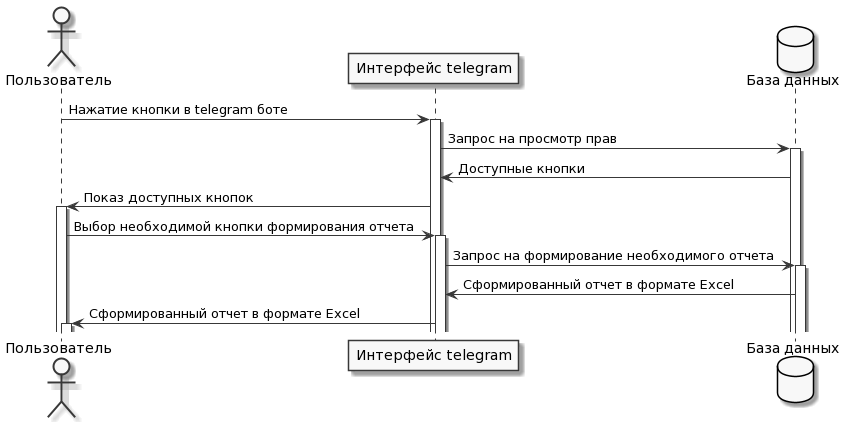 Пользователь
Интерфейс telegram
База данных
Нажатие кнопки в telegram боте
Запрос на просмотр прав
Доступные кнопки
Показ доступных кнопок
Выбор необходимой кнопки формирования отчета
Запрос на формирование необходимого отчета
Сформированный отчет в формате Excel
Сформированный отчет в формате Excel
Пользователь
Интерфейс telegram
База данных